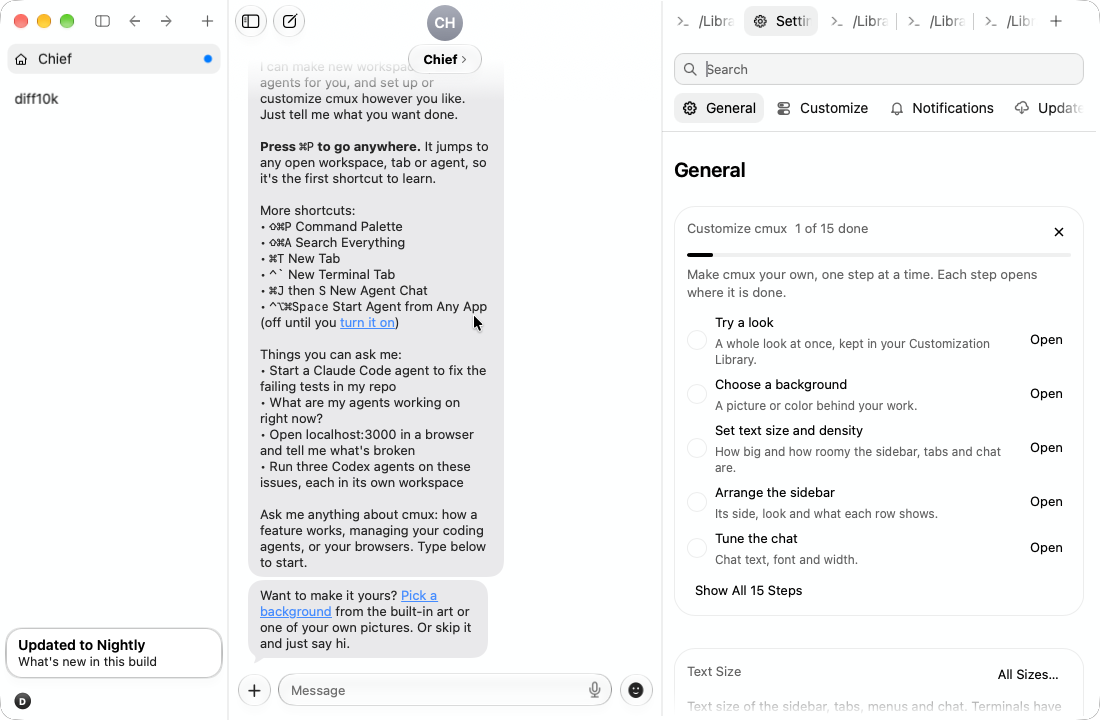 Chief
diff10k
Updated to Nightly
What's new in this build
D
CH
Chief
I can make new
agents for you, and set up or
customize cmux however you like.
Just tell me what you want done.
Press ⌘P to go anywhere. It jumps to
any open workspace, tab or agent, so
it's the first shortcut to learn.
More shortcuts:
• ⇧⌘P Command Palette
• ⇧⌘A Search Everything
• ⌘T New Tab
• ^` New Terminal Tab
• ⌘J then S New Agent Chat
• ^⌥⌘Space Start Agent from Any App
(off until you turn it on)
Things you can ask me:
• Start a Claude Code agent to fix the
failing tests in my repo
• What are my agents working on
right now?
• Open localhost:3000 in a browser
and tell me what's broken
• Run three Codex agents on these
issues, each in its own workspace
Ask me anything about cmux: how a
feature works, managing your coding
agents, or your browsers. Type below
to start.
Want to make it yours? Pick a
background from the built-in art or
one of your own pictures. Or skip it
and just say hi.
Message
/Libra
Settin
/Libra
/Libra
/Libr
Search
General
Customize
Notifications
Update
General
Customize cmux 1 of 15 done
Make cmux your own, one step at a time. Each step opens
where it is done.
Try a look
A whole look at once, kept in your Customization
Library.
Open
Choose a background
A picture or color behind your work.
Open
Set text size and density
How big and how roomy the sidebar, tabs and chat
are.
Open
Arrange the sidebar
Its side, look and what each row shows.
Open
Tune the chat
Chat text, font and width.
Open
Show All 15 Steps
Text Size
All Sizes...
Text size of the sidebar, tabs, menus and chat. Terminals have